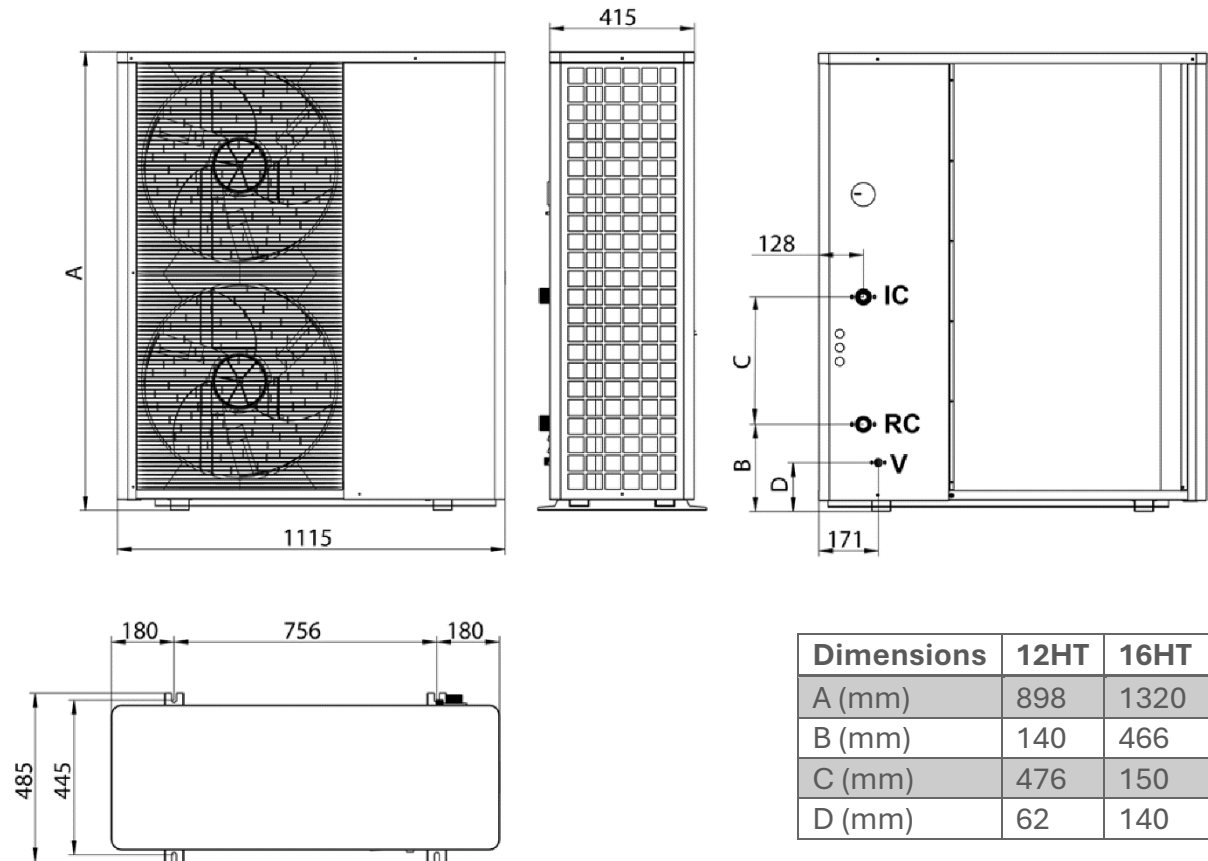 415
A
1115
128
IC
C
RC
B
V
D
171
180 756 180
485
445
Dimensions 12HT 16HT
A (mm) 898 1320
B (mm) 140 466
C (mm) 476 150
D (mm) 62 140